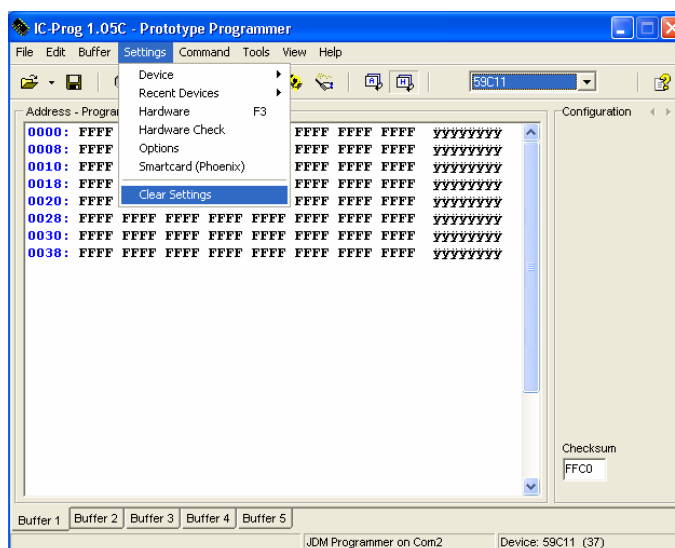 IC-Prog 1.05C - Prototype Programmer
File Edit Buffer Settings Command Tools View Help
59C11
Device
Recent Devices
Hardware F3
Hardware Check
Options
Smartcard (Phoenix)
Clear Settings
Address - Progra
Configuration
0000: FFFF FFFF FFFF FFFF ÿÿÿÿÿÿÿÿ
0008: FFFF FFFF FFFF FFFF ÿÿÿÿÿÿÿÿ
0010: FFFF FFFF FFFF FFFF ÿÿÿÿÿÿÿÿ
0018: FFFF FFFF FFFF FFFF ÿÿÿÿÿÿÿÿ
0020: FFFF FFFF FFFF FFFF ÿÿÿÿÿÿÿÿ
0028: FFFF FFFF FFFF FFFF FFFF FFFF FFFF FFFF ÿÿÿÿÿÿÿÿ
0030: FFFF FFFF FFFF FFFF FFFF FFFF FFFF FFFF ÿÿÿÿÿÿÿÿ
0038: FFFF FFFF FFFF FFFF FFFF FFFF FFFF FFFF ÿÿÿÿÿÿÿÿ
Checksum
FFC0
Buffer 1 Buffer 2 Buffer 3 Buffer 4 Buffer 5
JDM Programmer on Com2 Device: 59C11 (37)